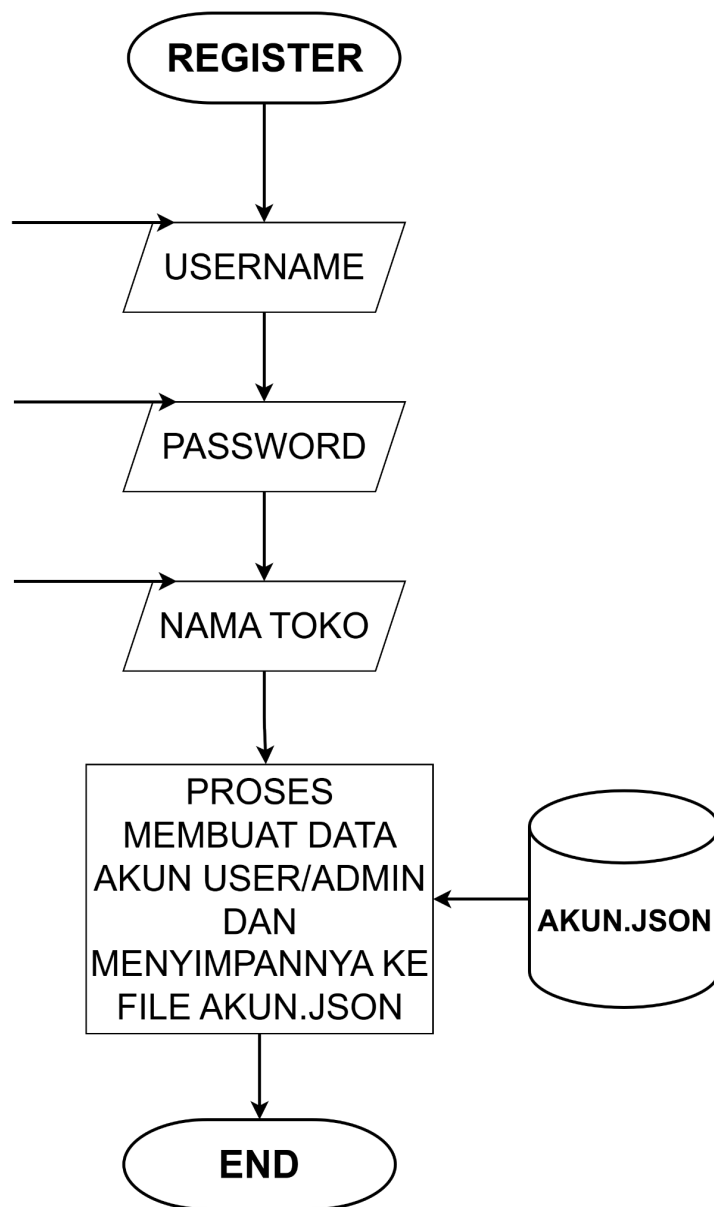 REGISTER
USERNAME
PASSWORD
NAMA TOKO
PROSES
MEMBUAT DATA
AKUN USER/ADMIN
DAN
MENYIMPANNYA KE
FILE AKUN.JSON
AKUN.JSON
END